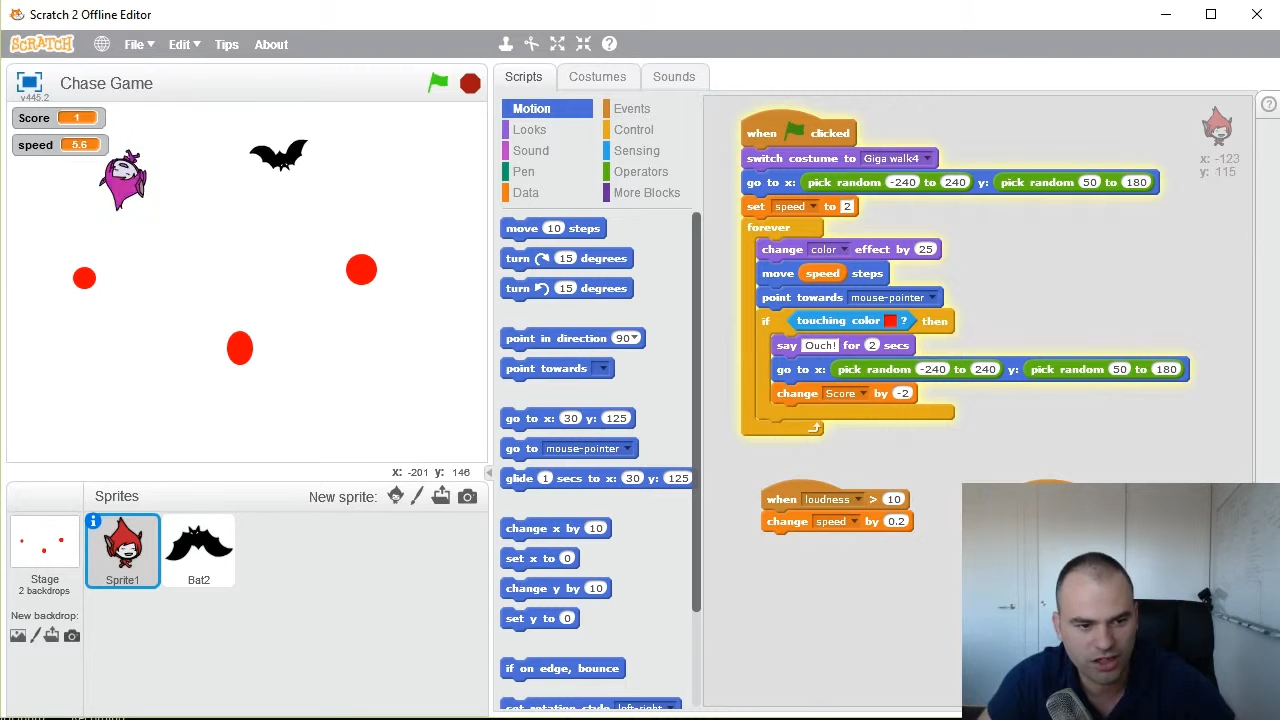 Scratch 2 Offline Editor
SCRATCH File Edit Tips About
v445.2 Chase Game
Score 1
speed 5.6
x: -201 y: 146
Sprites New sprite:
Stage
2 backdrops
New backdrop:
Sprite1
Bat2
Scripts Costumes Sounds
Motion Events
Looks Control
Sound Sensing
Pen Operators
Data More Blocks
move 10 steps
turn 15 degrees
turn 15 degrees
point in direction 90
point towards
go to x: 30 y: 125
go to mouse-pointer
glide 1 secs to x: 30 y: 125
change x by 10
set x to 0
change y by 10
set y to 0
if on edge, bounce
set rotation style left-right
when clicked
switch costume to Giga walk4
go to x: pick random -240 to 240 y: pick random 50 to 180
set speed to 2
forever
change color effect by 25
move speed steps
point towards mouse-pointer
if touching color ? then
say Ouch! for 2 secs
go to x: pick random -240 to 240 y: pick random 50 to 180
change Score by -2
when loudness > 10
change speed by 0.2
x: -123
y: 115